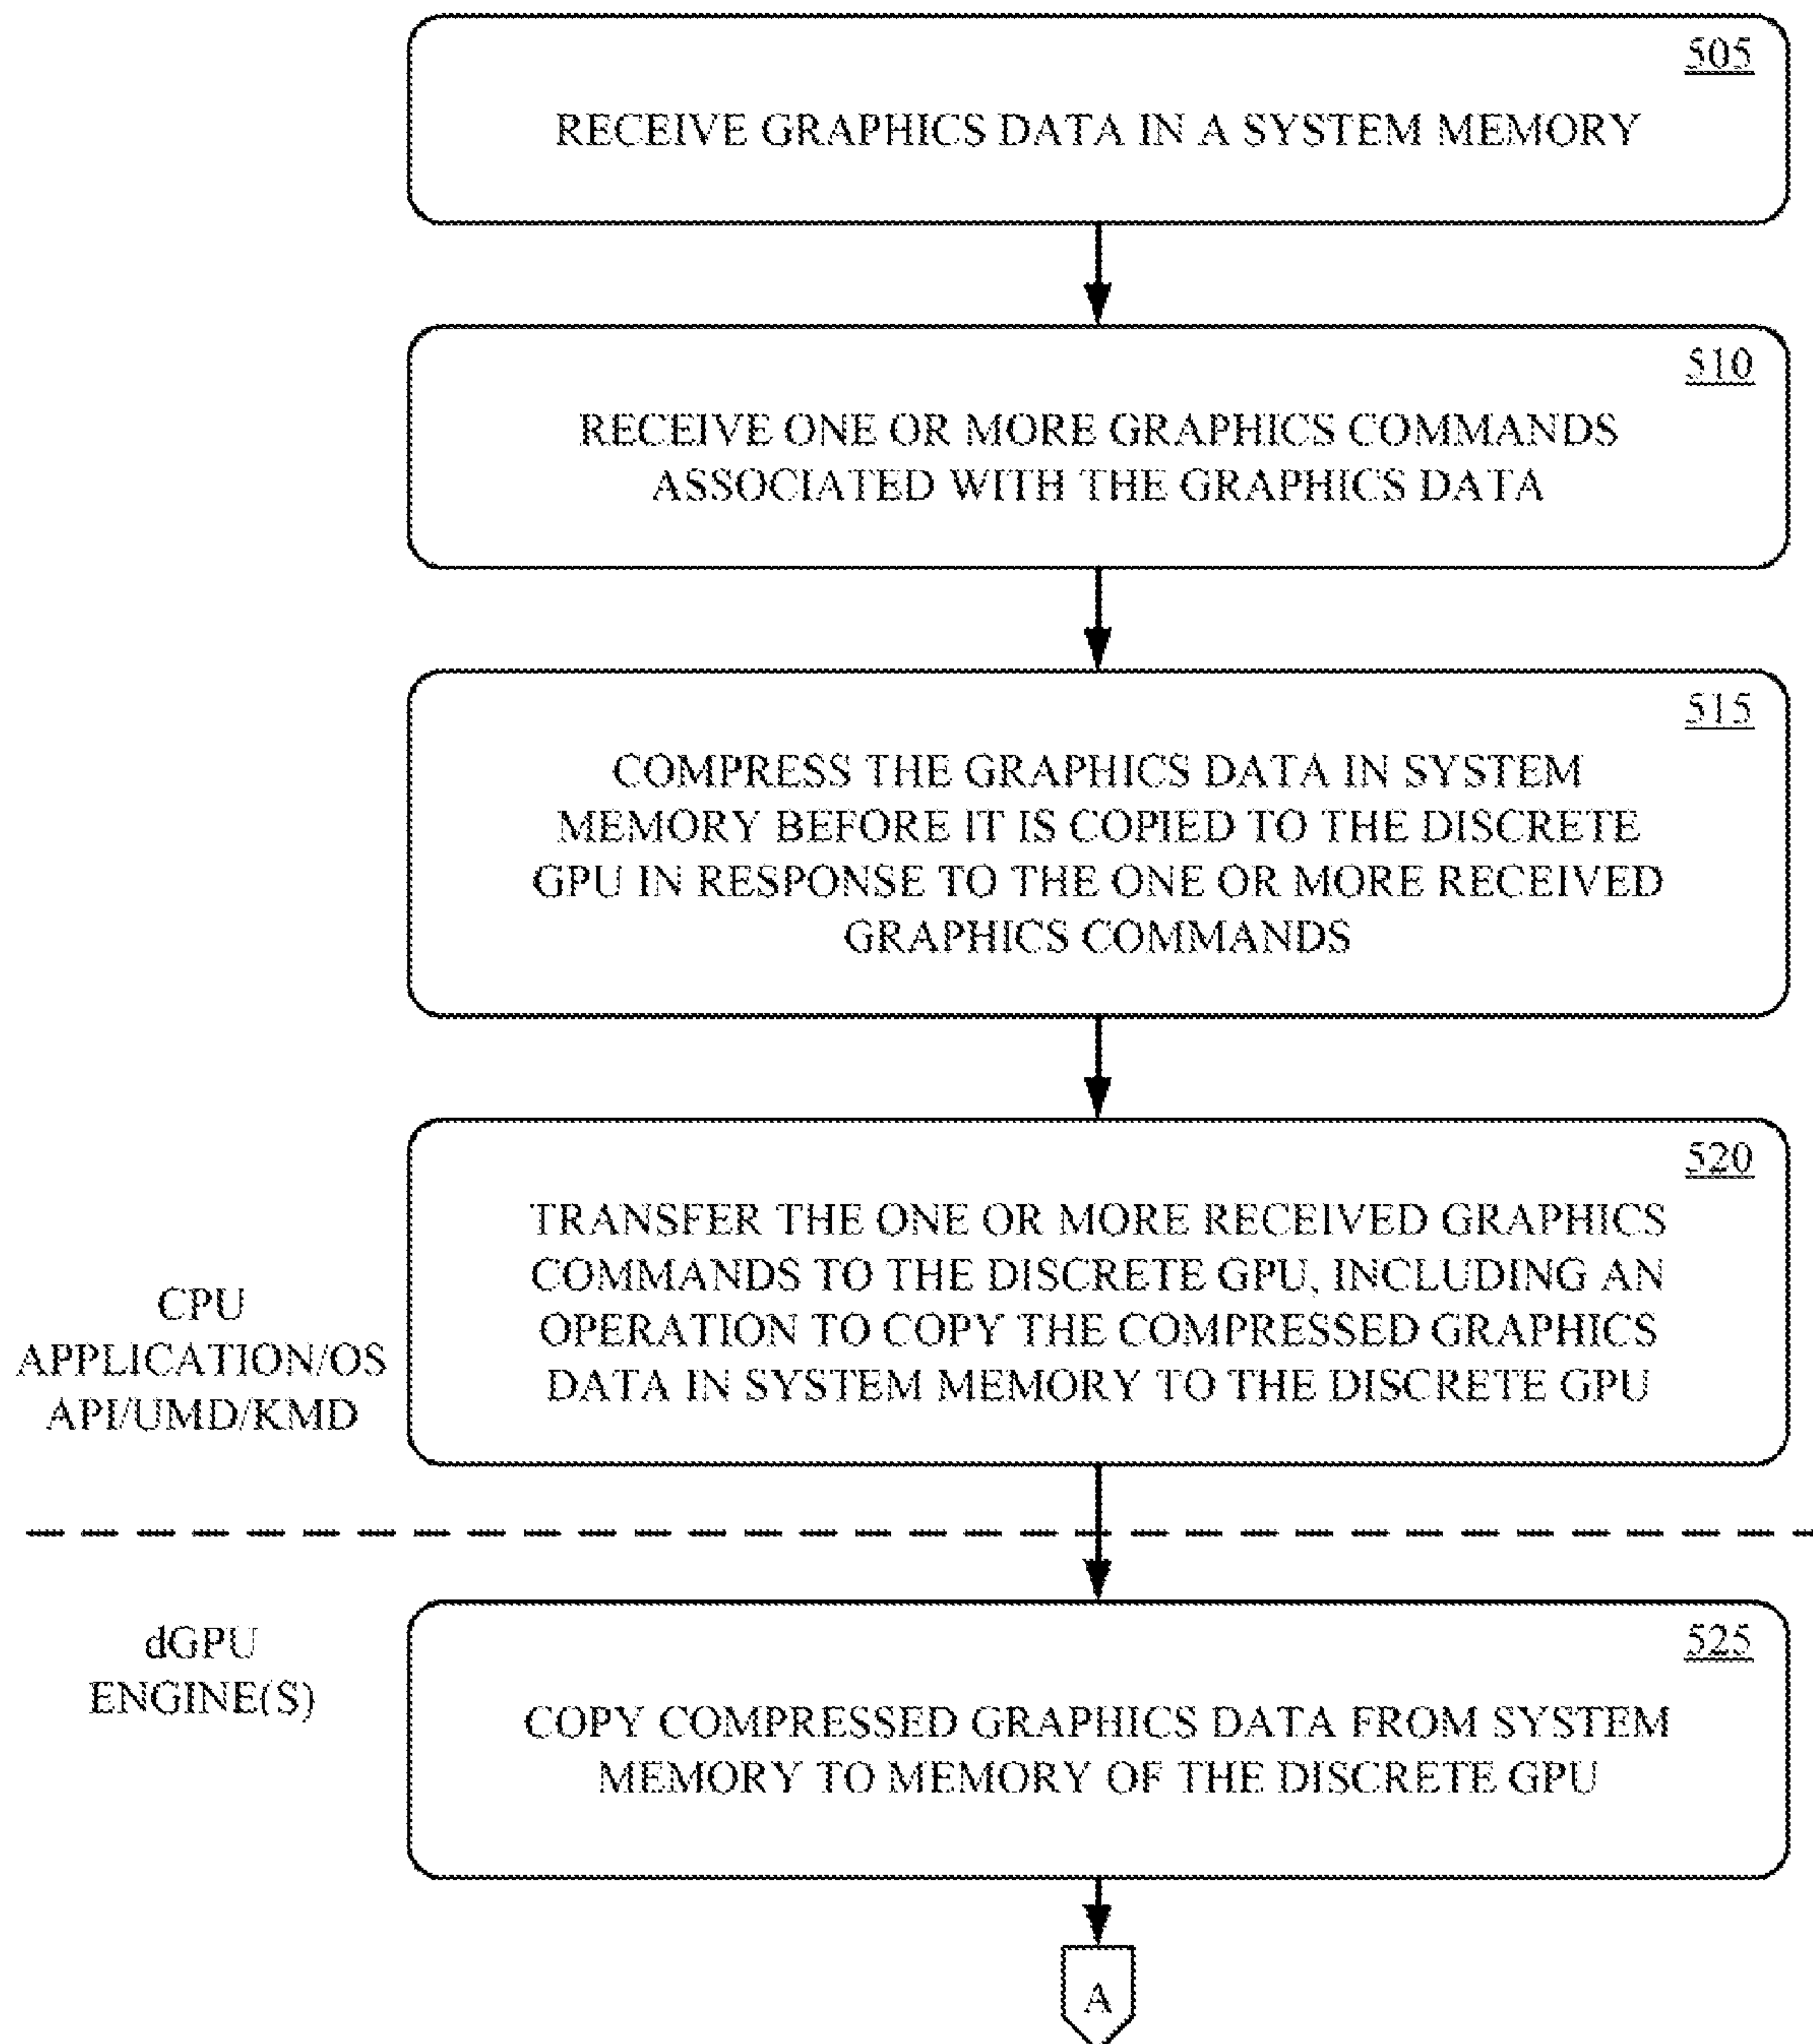 505
RECEIVE GRAPHICS DATA IN A SYSTEM MEMORY
510
RECEIVE ONE OR MORE GRAPHICS COMMANDS
ASSOCIATED WITH THE GRAPHICS DATA
515
COMPRESS THE GRAPHICS DATA IN SYSTEM
MEMORY BEFORE IT IS COPIED TO THE DISCRETE
GPU IN RESPONSE TO THE ONE OR MORE RECEIVED
GRAPHICS COMMANDS
520
TRANSFER THE ONE OR MORE RECEIVED GRAPHICS
COMMANDS TO THE DISCRETE GPU, INCLUDING AN
OPERATION TO COPY THE COMPRESSED GRAPHICS
DATA IN SYSTEM MEMORY TO THE DISCRETE GPU
CPU
APPLICATION/OS
API/UMD/KMD
dGPU
ENGINE(S)
525
COPY COMPRESSED GRAPHICS DATA FROM SYSTEM
MEMORY TO MEMORY OF THE DISCRETE GPU
A